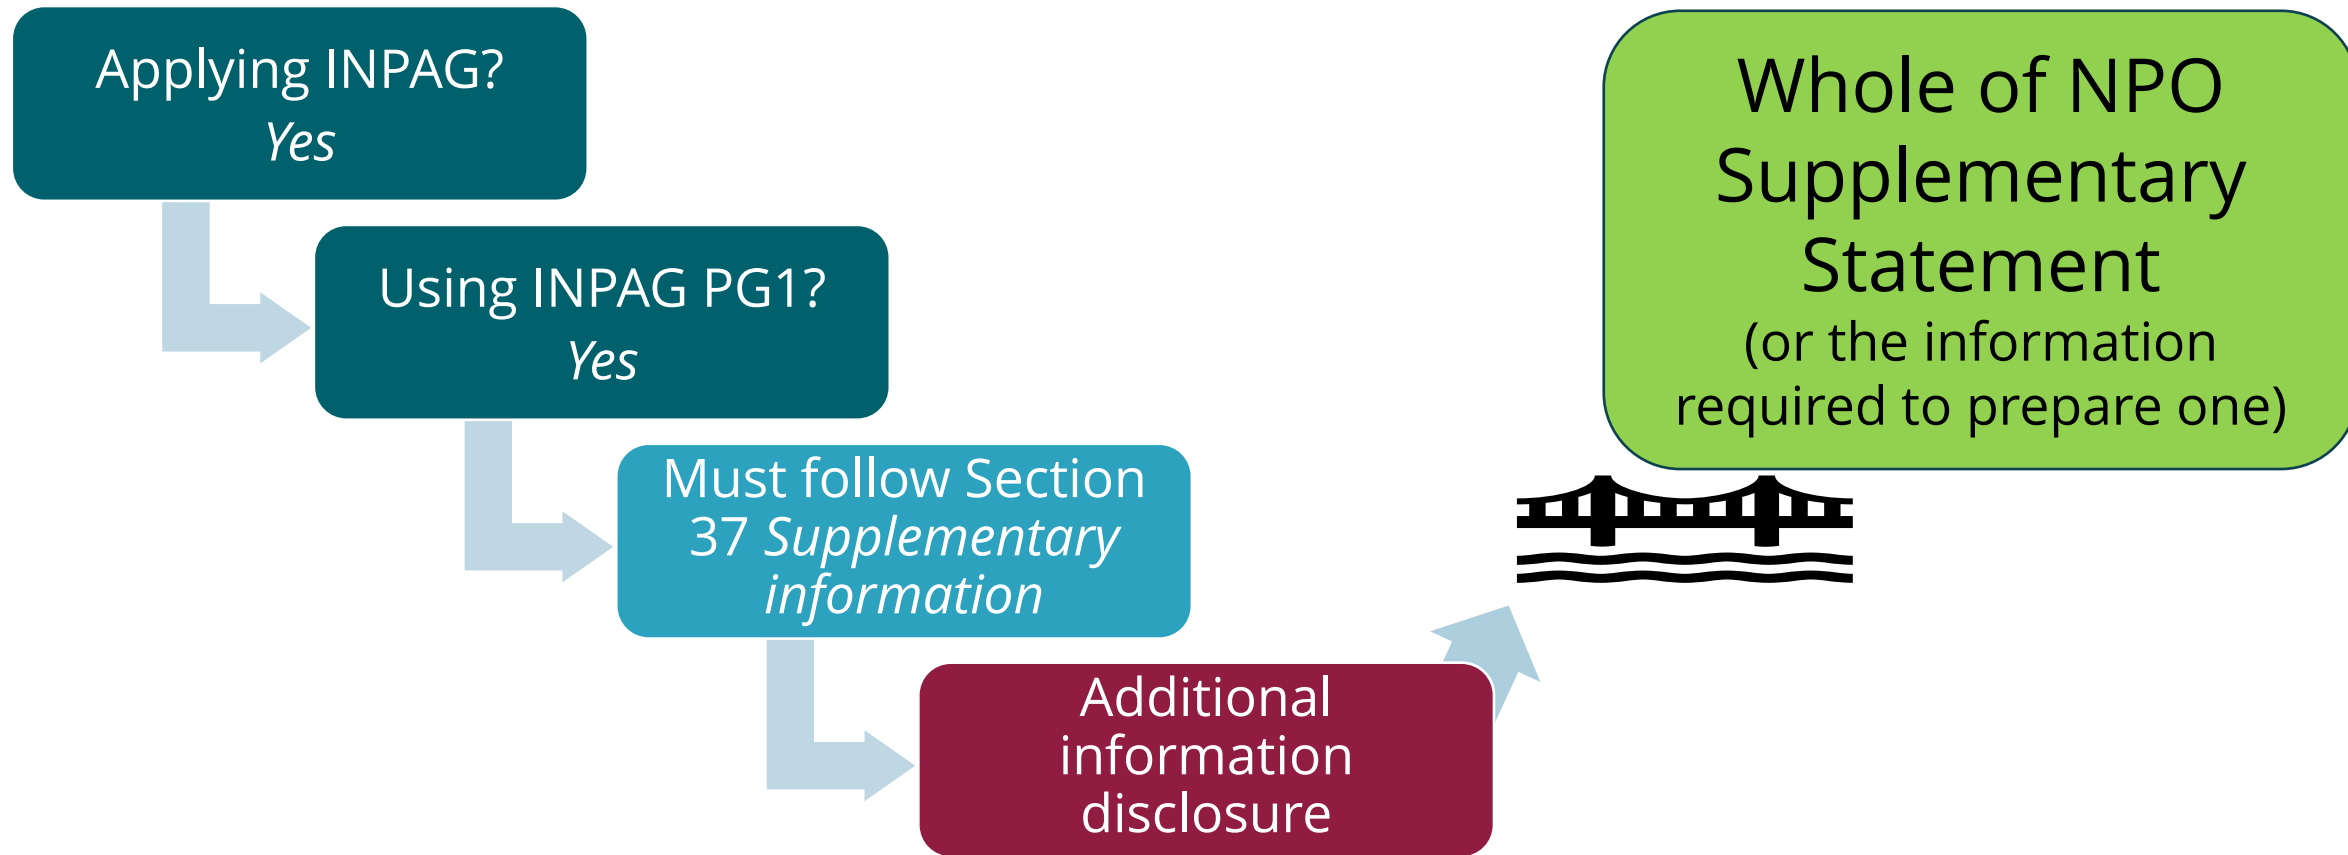 Applying INPAG?
Yes
Using INPAG PG1?
Yes
Must follow Section
37 Supplementary
information
Additional
information
disclosure
Whole of NPO
Supplementary
Statement
(or the information
required to prepare one)